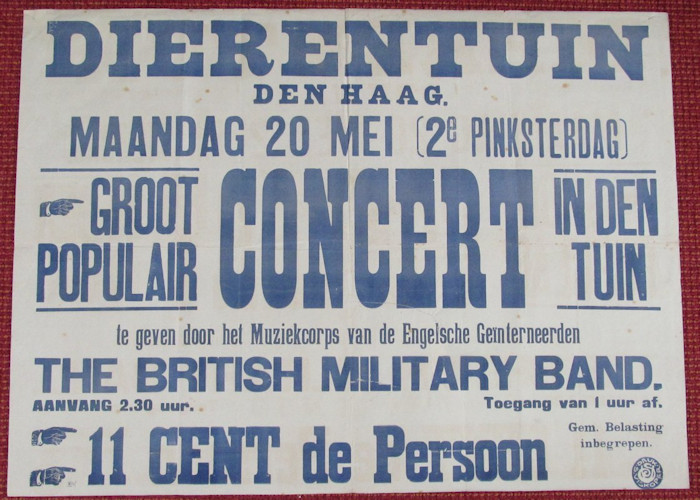 DIERENTUIN
DEN HAAG.
MAANDAG 20 MEI (2e PINKSTERDAG)
GROOT POPULAIR
CONCERT
IN DEN TUIN
te geven door het Muziekcorps van de Engelsche Geïnterneerden
THE BRITISH MILITARY BAND.
AANVANG 2.30 uur. Toegang van 1 uur af.
11 CENT de Persoon
Gem. Belasting
inbegrepen.